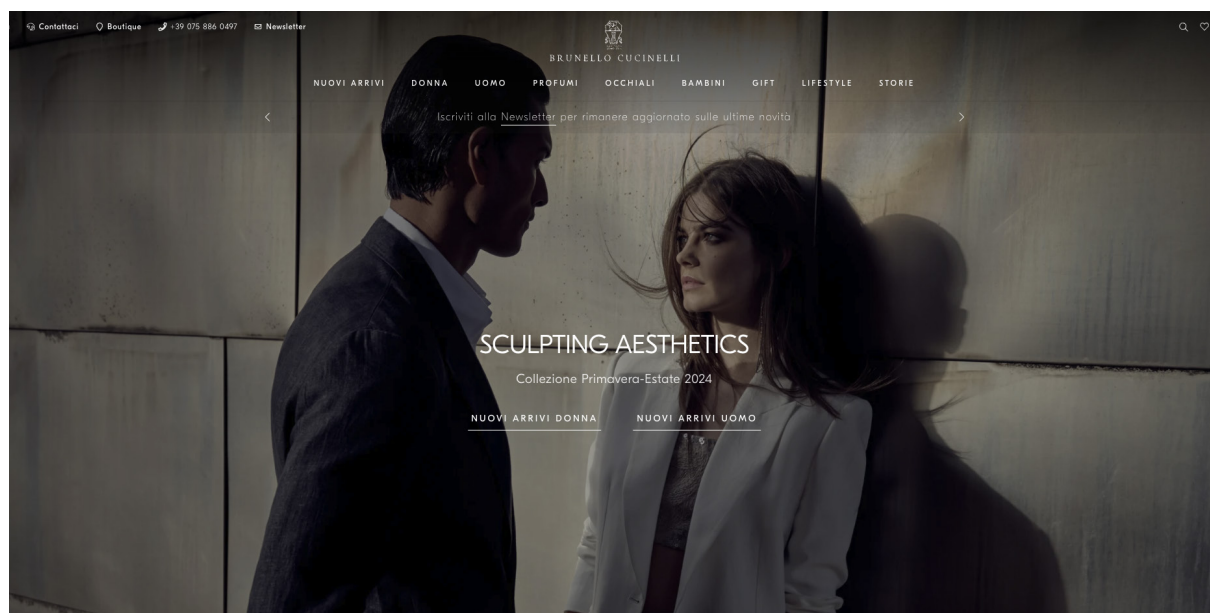 Contattaci Boutique +39 075 886 0497 Newsletter
BRUNELLO CUCINELLI
NUOVI ARRIVI DONNA UOMO PROFUMI OCCHIALI BAMBINI GIFT LIFESTYLE STORIE
Iscriviti alla Newsletter per rimanere aggiornato sulle ultime novità
SCULPTING AESTHETICS
Collezione Primavera-Estate 2024
NUOVI ARRIVI DONNA NUOVI ARRIVI UOMO